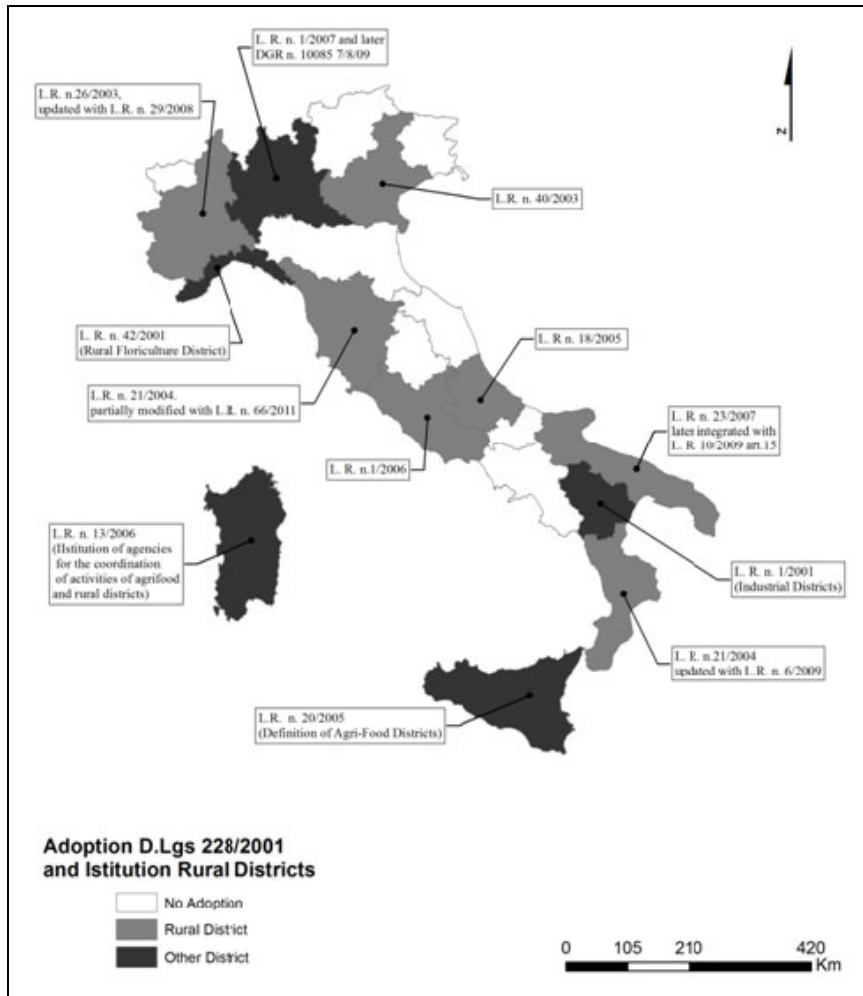 L. R. n. 1/2007 and later
DGR n. 10085 7/8/09
L.R. n.26/2003,
updated with L.R. n. 29/2008
N
L.R. n. 40/2003
L. R. n. 42/2001
(Rural Floriculture District)
L. R n. 18/2005
L.R. n. 21/2004.
partially modified with L.R. n. 66/2011
L. R n. 23/2007
later integrated with
L. R 10/2009 art.15
L. R. n.1/2006
L.R. n. 13/2006
(IIstitution of agencies
for the coordination
of activities of agrifood
and rural districts)
L. R. n. 1/2001
(Industrial Districts)
L. R. n.21/2004
updated with L.R. n. 6/2009
L.R. n. 20/2005
(Definition of Agri-Food Districts)
Adoption D.Lgs 228/2001
and Istitution Rural Districts
No Adoption
Rural District
Other District
0 105 210 420
Km